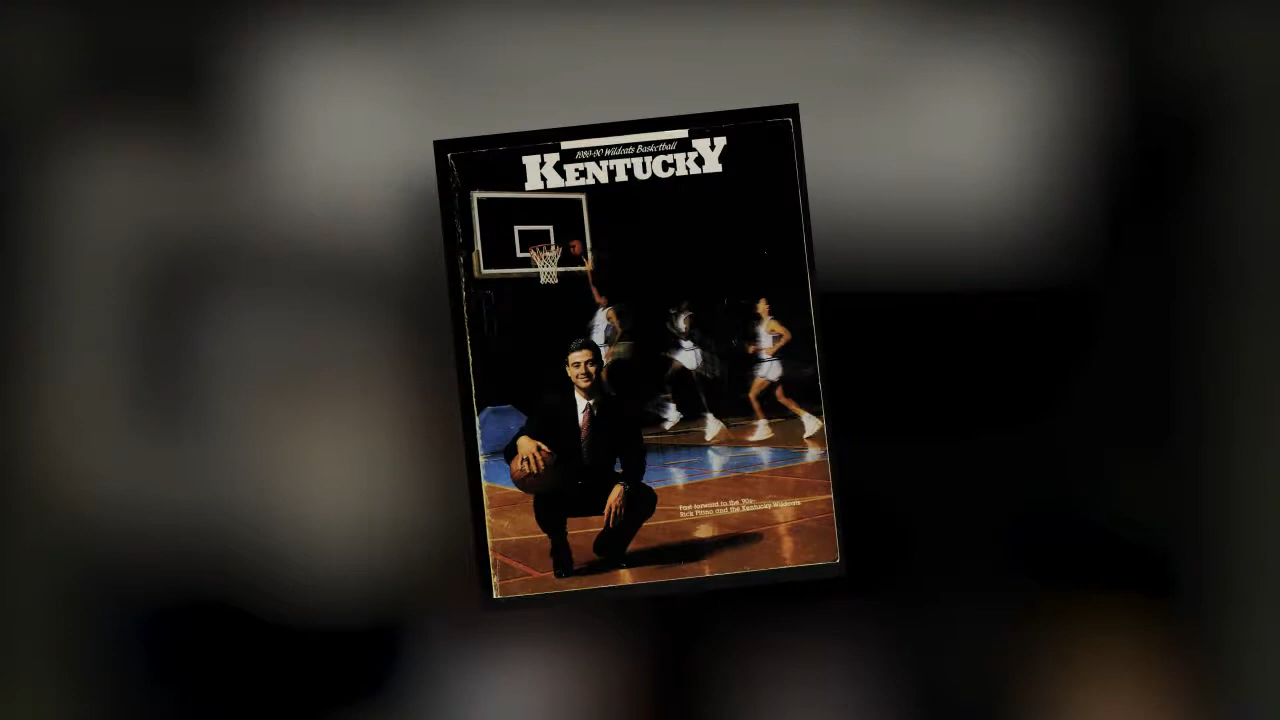 1989-90 Wildcats Basketball
KENTUCKY
Fast forward to the '90s—
Rick Pitino and the Kentucky Wildcats